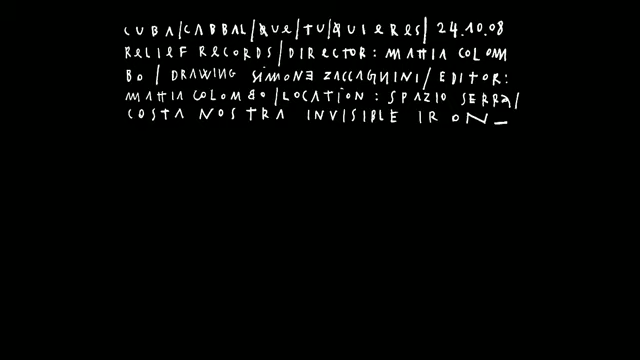 CUBA/CABBAL/QUE/TU/QUIERES/ 24.10.08
RELIEF RECORDS/DIRECTOR: MATTIA COLOM
BO/ DRAWING SIMONE ZACCAGNINI/EDITOR:
MATTIA COLOMBO/LOCATION: SPAZIO SERRA/
COSTA NOSTRA INVISIBLE IRON_